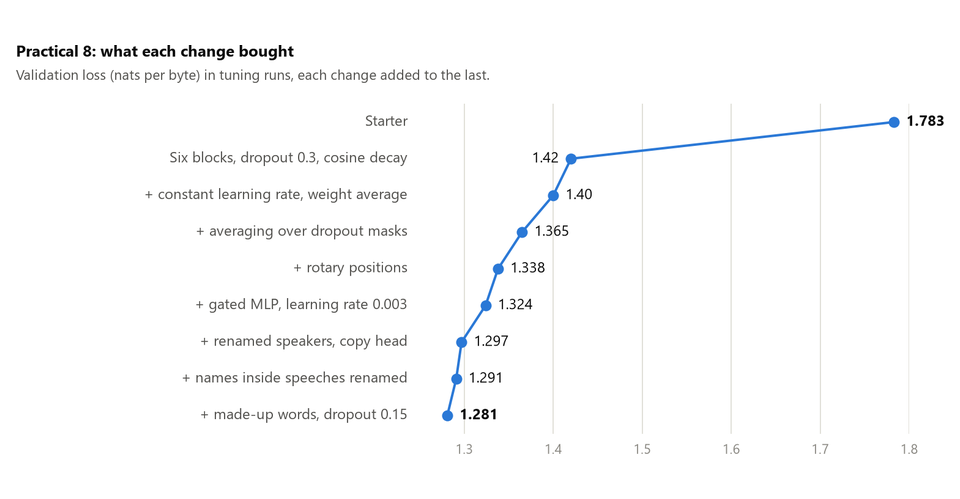 Practical 8: what each change bought
Validation loss (nats per byte) in tuning runs, each change added to the last.
Starter
1.783
Six blocks, dropout 0.3, cosine decay
1.42
+ constant learning rate, weight average
1.40
+ averaging over dropout masks
1.365
+ rotary positions
1.338
+ gated MLP, learning rate 0.003
1.324
+ renamed speakers, copy head
1.297
+ names inside speeches renamed
1.291
+ made-up words, dropout 0.15
1.281
1.3 1.4 1.5 1.6 1.7 1.8